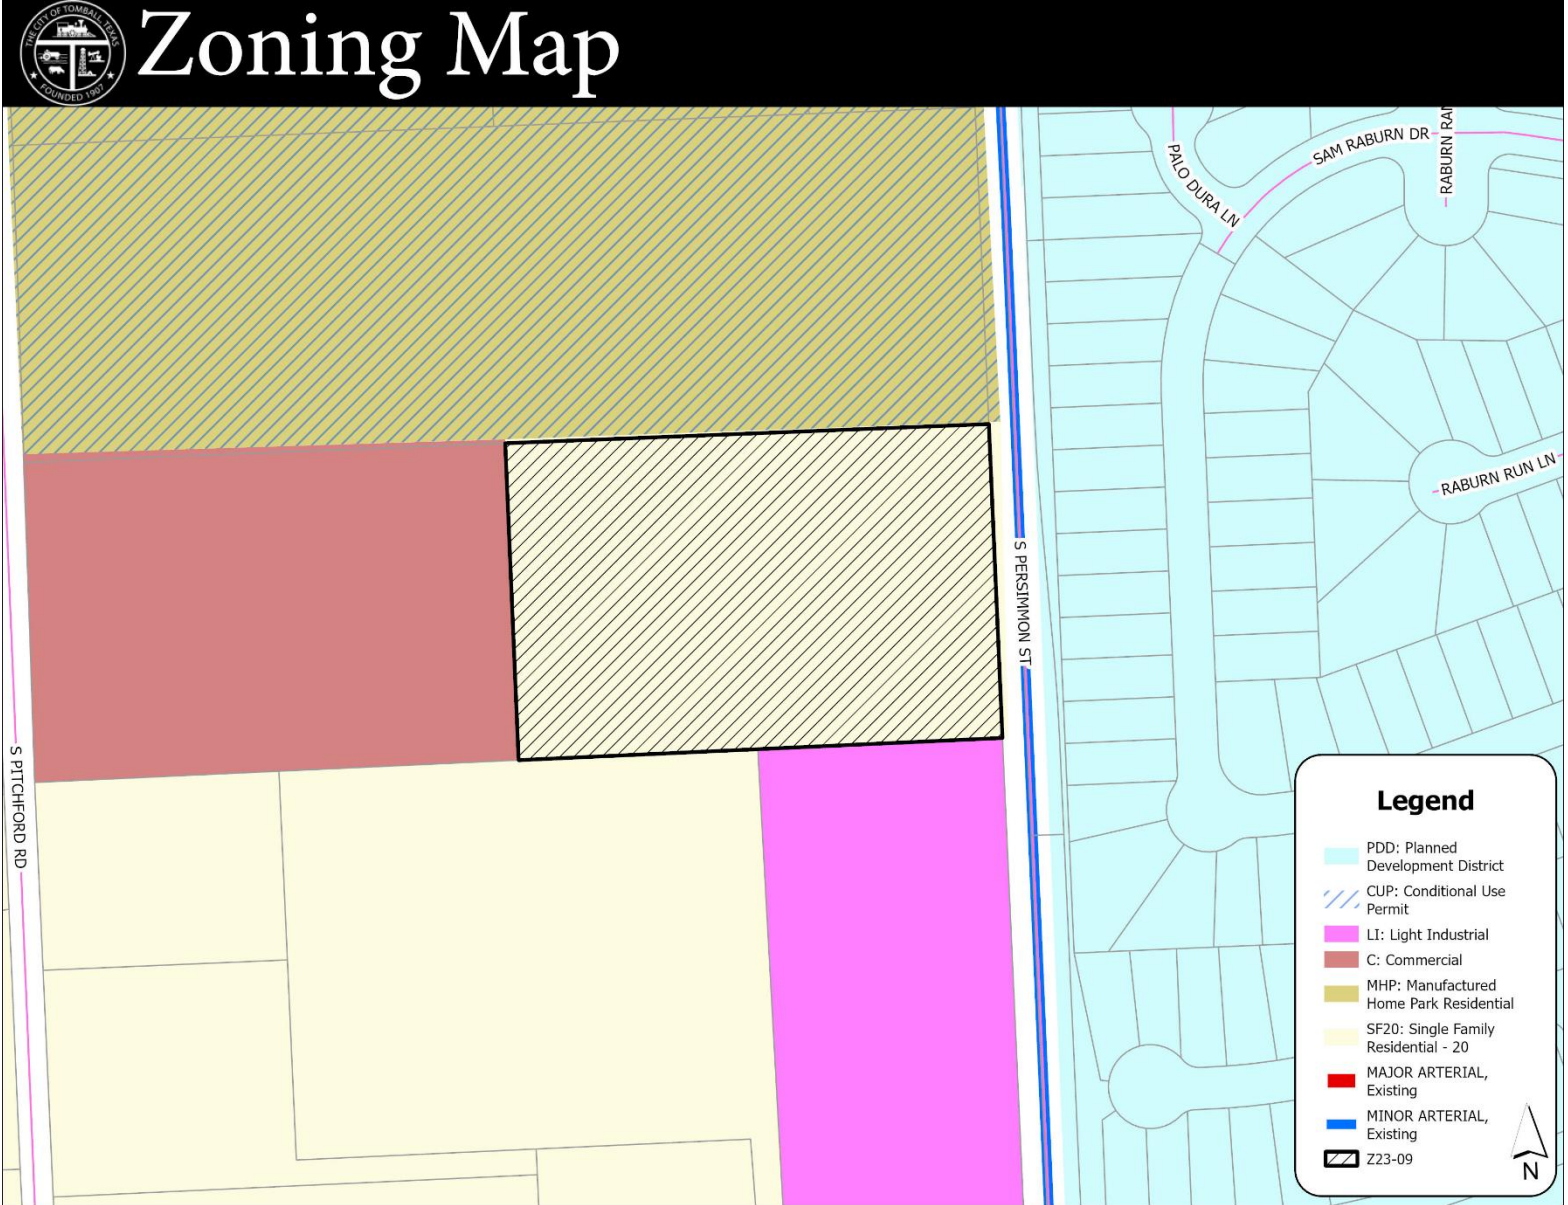 THE CITY OF TOMBALL, TEXAS
FOUNDED 1907
Zoning Map
PALO DURA LN
SAM RABURN DR
RABURN RAN
RABURN RUN LN
S PERSIMMON ST
S PITCHFORD RD
Legend
PDD: Planned
Development District
CUP: Conditional Use
Permit
LI: Light Industrial
C: Commercial
MHP: Manufactured
Home Park Residential
SF20: Single Family
Residential - 20
MAJOR ARTERIAL,
Existing
MINOR ARTERIAL,
Existing
Z23-09
N